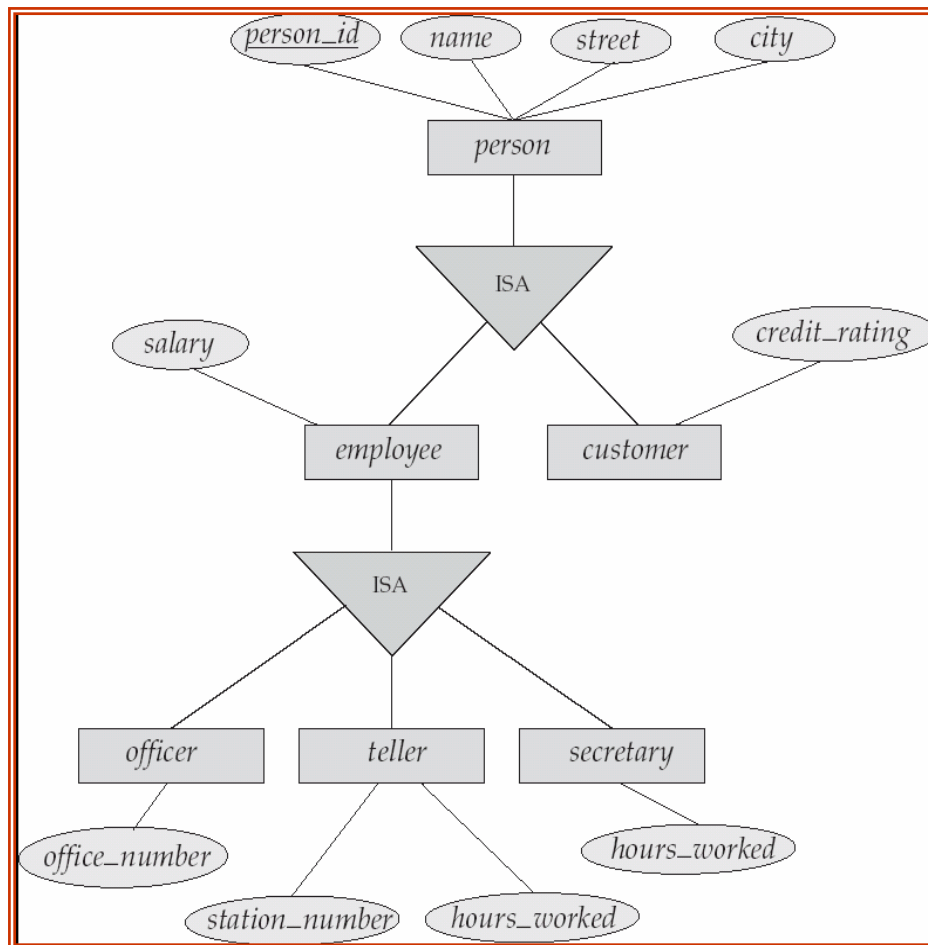 person_id name street city
person
ISA
salary credit_rating
employee customer
ISA
officer teller secretary
office_number hours_worked
station_number hours_worked